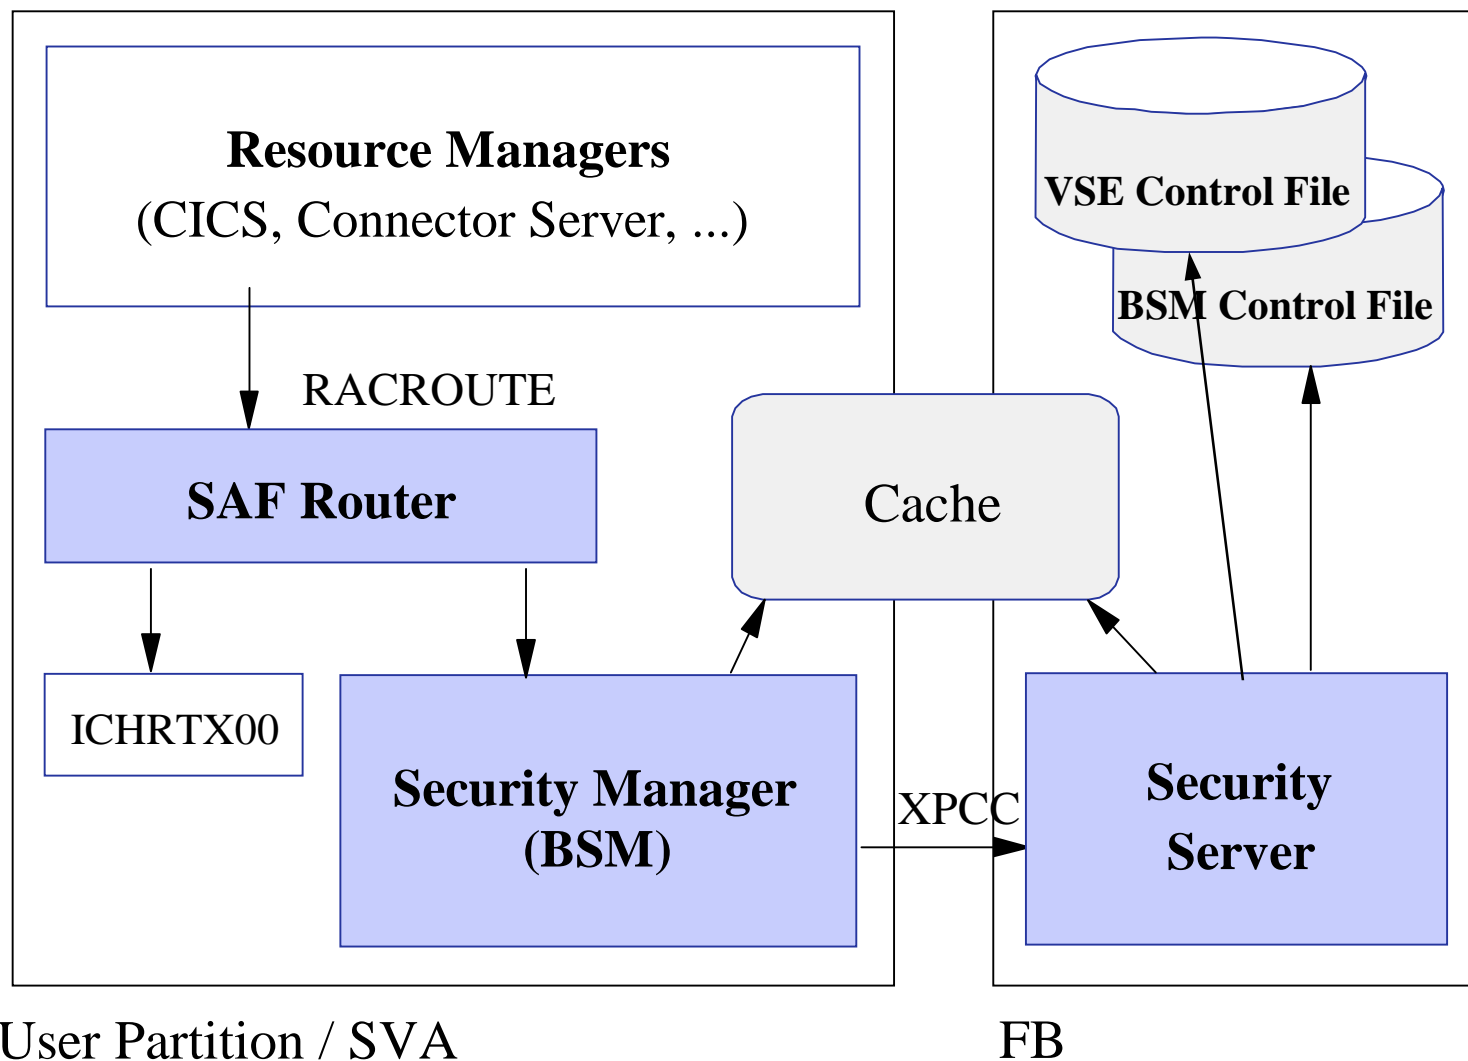 Resource Managers
(CICS, Connector Server, ...)
RACROUTE
SAF Router
ICHRTX00
Security Manager
(BSM)
Cache
XPCC
VSE Control File
BSM Control File
Security
Server
User Partition / SVA
FB